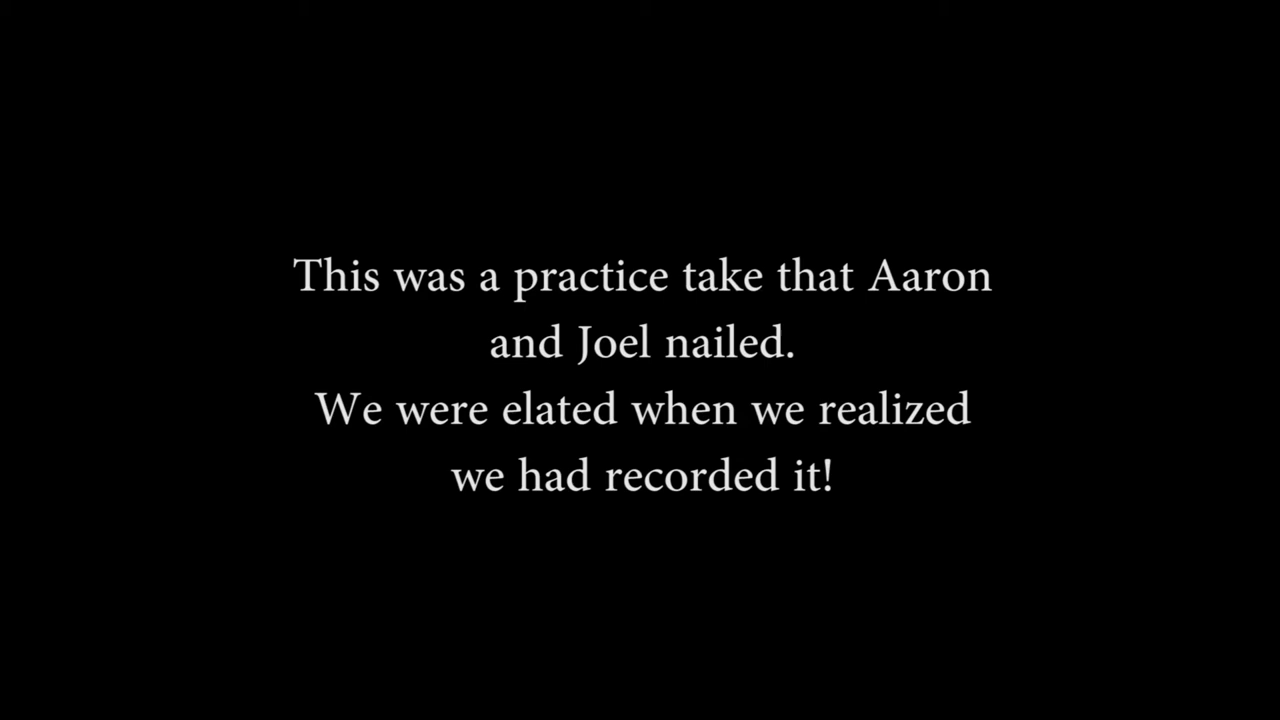 This was a practice take that Aaron
and Joel nailed.
We were elated when we realized
we had recorded it!